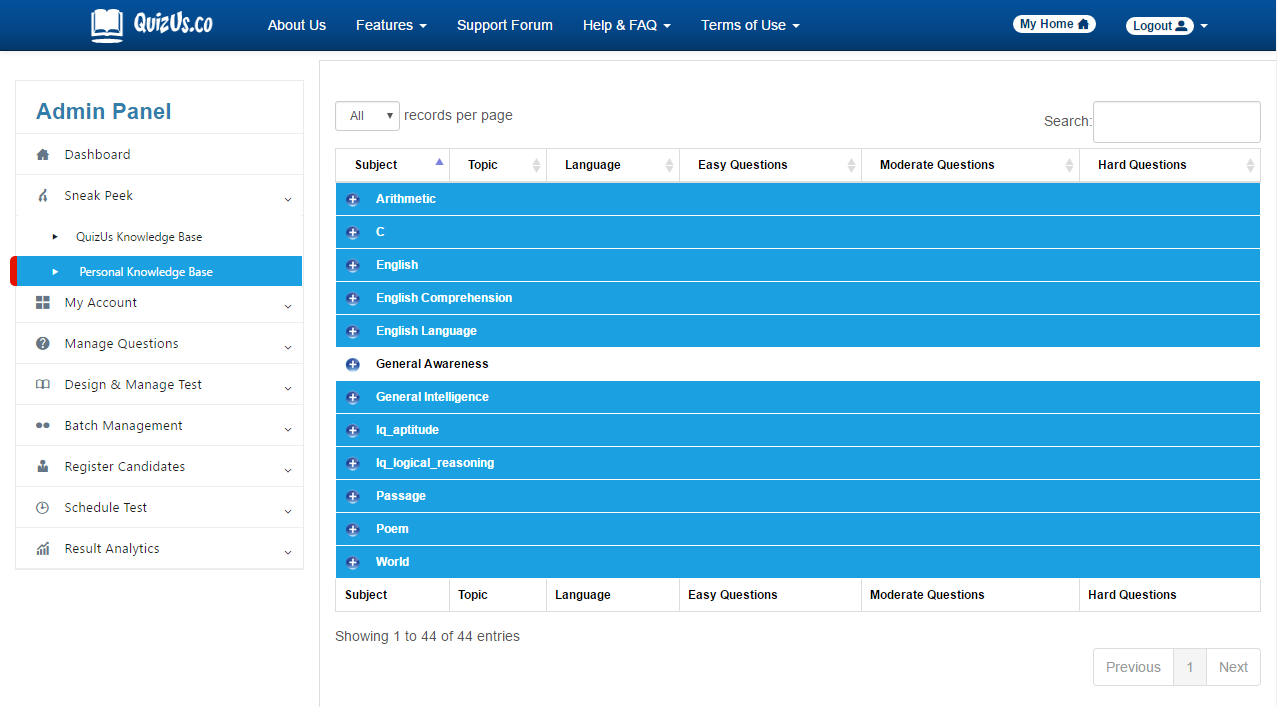 QuizUs.co About Us Features Support Forum Help & FAQ Terms of Use My Home Logout
Admin Panel
Dashboard
Sneak Peek
QuizUs Knowledge Base
Personal Knowledge Base
My Account
Manage Questions
Design & Manage Test
Batch Management
Register Candidates
Schedule Test
Result Analytics
All records per page Search:
Subject Topic Language Easy Questions Moderate Questions Hard Questions
Arithmetic
C
English
English Comprehension
English Language
General Awareness
General Intelligence
Iq_aptitude
Iq_logical_reasoning
Passage
Poem
World
Subject Topic Language Easy Questions Moderate Questions Hard Questions
Showing 1 to 44 of 44 entries
Previous 1 Next